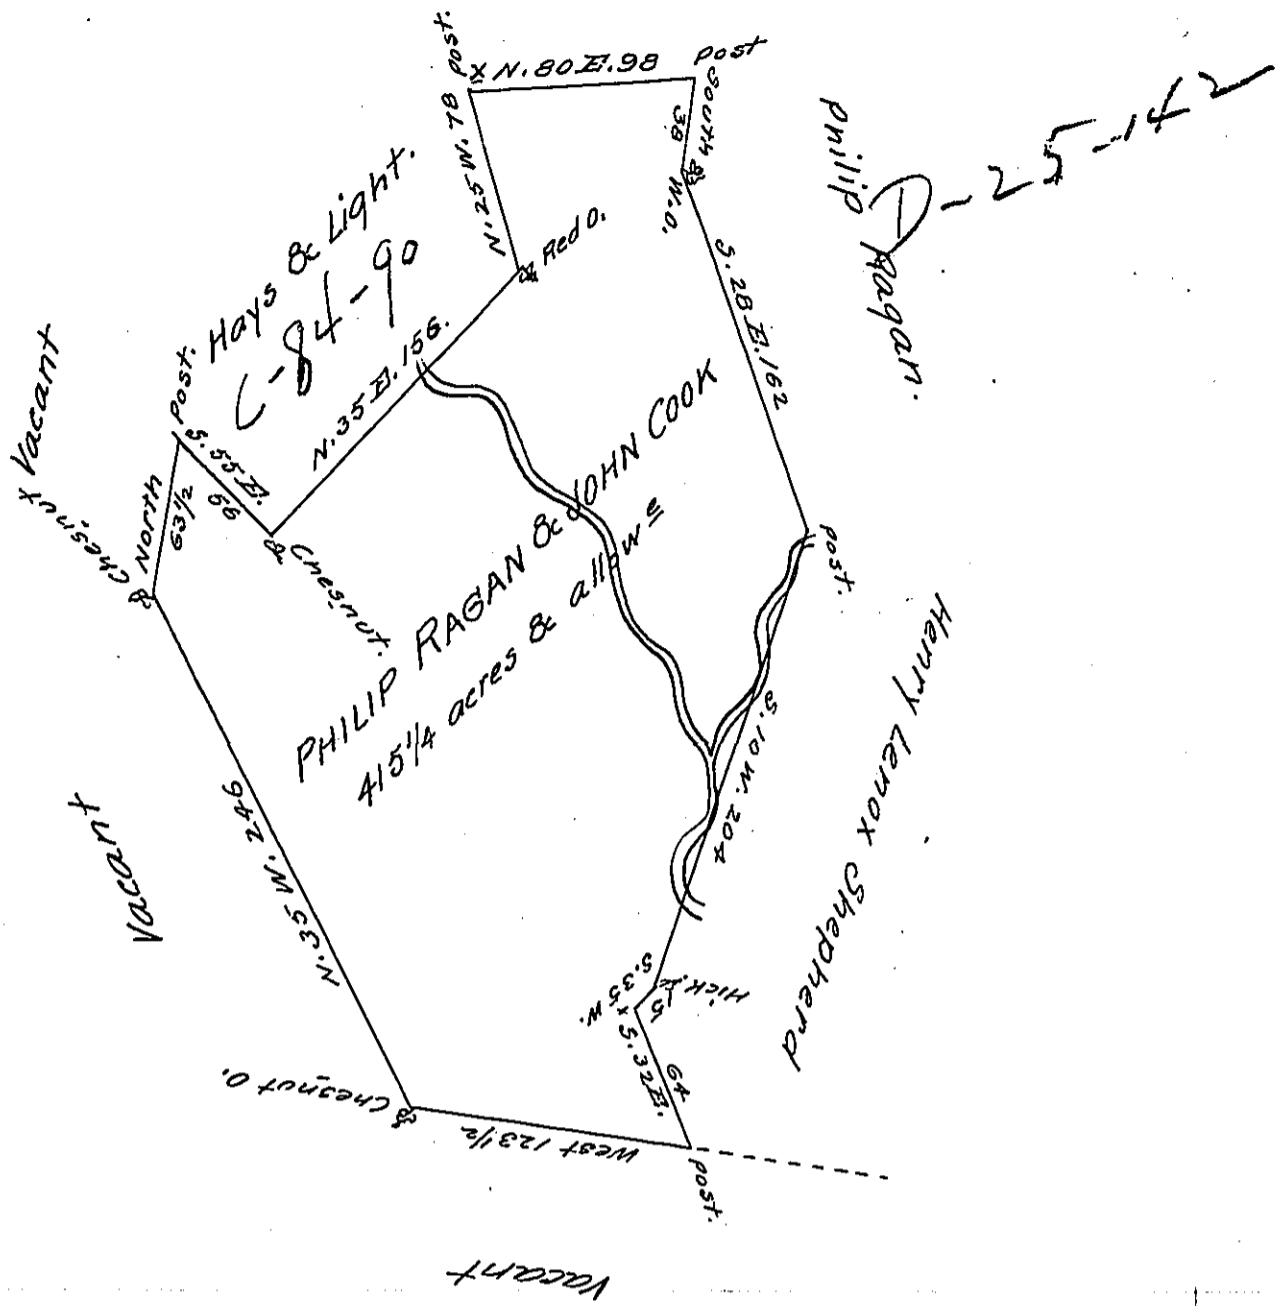 post.
X N. 80 E. 98
post
South
38
W.O.
N. 25 W. 78
Red O.
S. 28 E. 162
Philip Ragan.
D-25-142
Hays & Light.
C-84-90
Vacant
Post.
S. 55 E.
66
N. 35 E. 156.
North
63 1/2
Chesnut
X
Chesnut.
PHILIP RAGAN & JOHN COOK
415 1/4 acres & allwe
post.
Henry Lenox Shepherd
S. 10 W. 204
Vacant
N. 35 W. 246
Hick.
S. 35 W.
15
X S. 32 E.
64
Chesnut O.
West 123 1/2
post.
Vacant